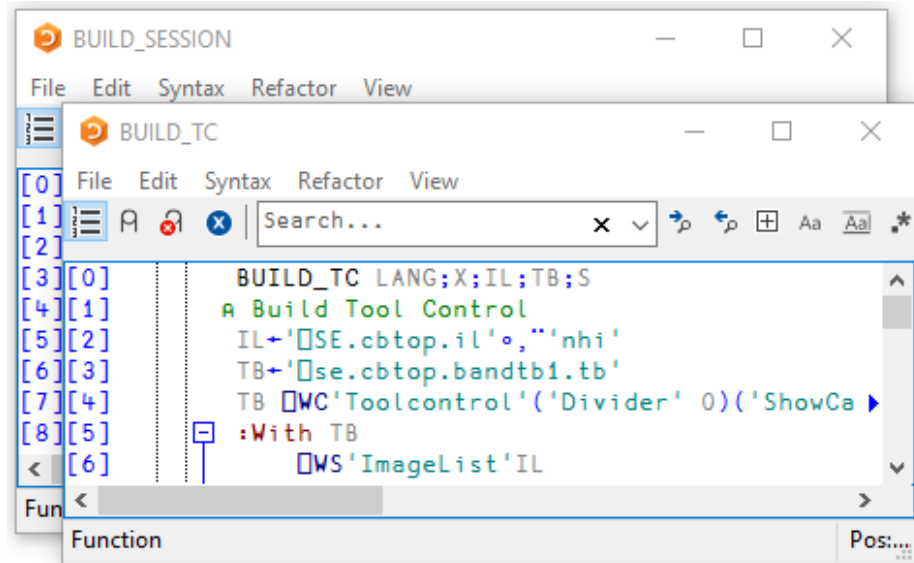 BUILD_SESSION
File Edit Syntax Refactor View
BUILD_TC
File Edit Syntax Refactor View
Search...
Aa Aa .*
[0]
[1]
[2]
[3]
[4]
[5]
[6]
[7]
[8]
[0] BUILD_TC LANG;X;IL;TB;S
[1] ⍝ Build Tool Control
[2] IL←'⎕SE.cbtop.il'∘,¨'nhi'
[3] TB←'⎕se.cbtop.bandtb1.tb'
[4] TB ⎕WC'Toolcontrol'('Divider' 0)('ShowCa
[5] :With TB
[6] ⎕WS'ImageList'IL
Fun
Function Pos:...